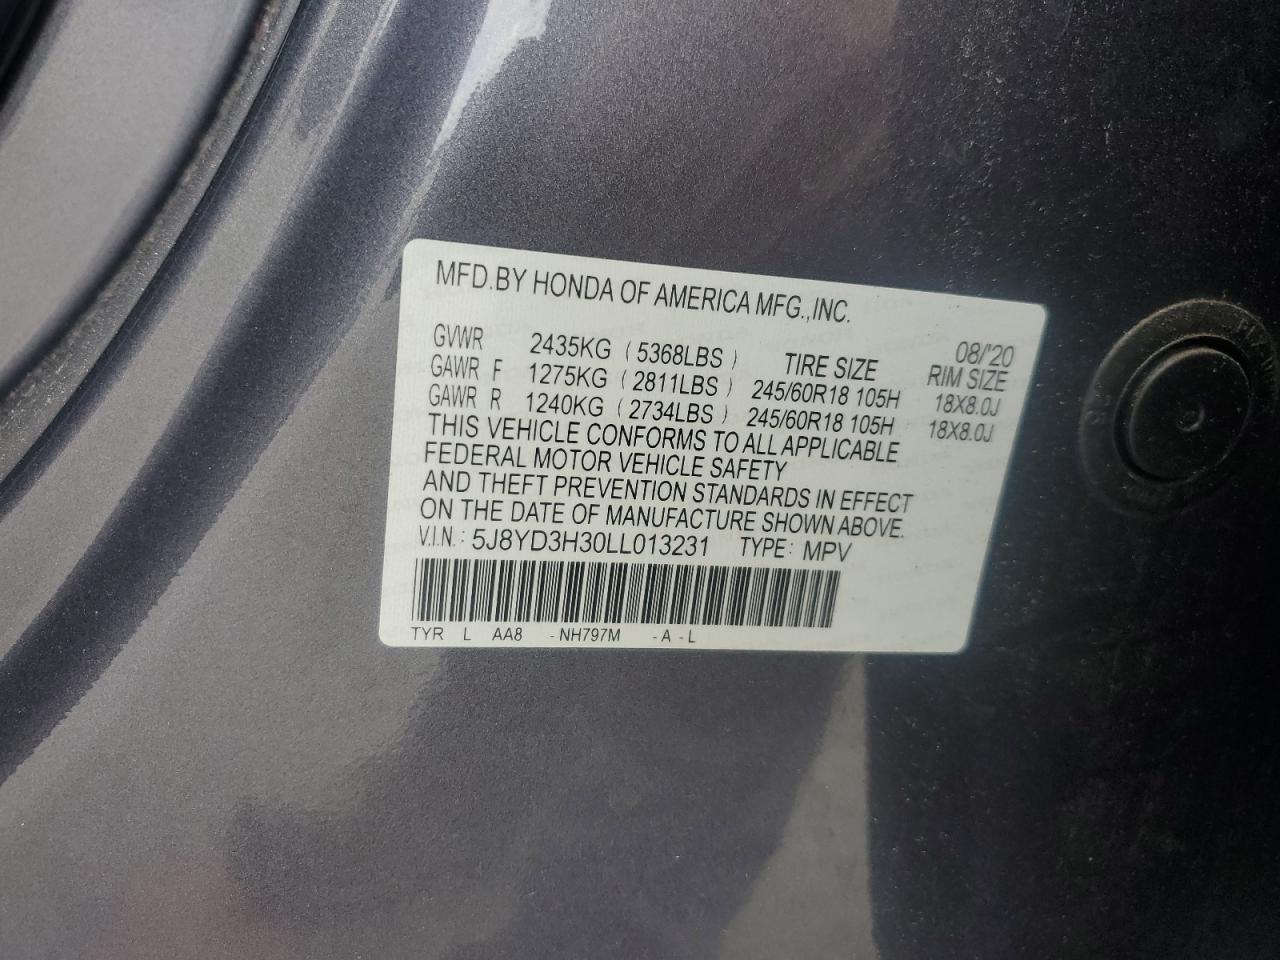 MFD. BY HONDA OF AMERICA MFG., INC.
08/'20
GVWR 2435KG (5368LBS) TIRE SIZE RIM SIZE
GAWR F 1275KG (2811LBS) 245/60R18 105H 18X8.0J
GAWR R 1240KG (2734LBS) 245/60R18 105H 18X8.0J
THIS VEHICLE CONFORMS TO ALL APPLICABLE
FEDERAL MOTOR VEHICLE SAFETY
AND THEFT PREVENTION STANDARDS IN EFFECT
ON THE DATE OF MANUFACTURE SHOWN ABOVE.
V.I.N.: 5J8YD3H30LL013231 TYPE: MPV
TYR L AA8 -NH797M -A -L